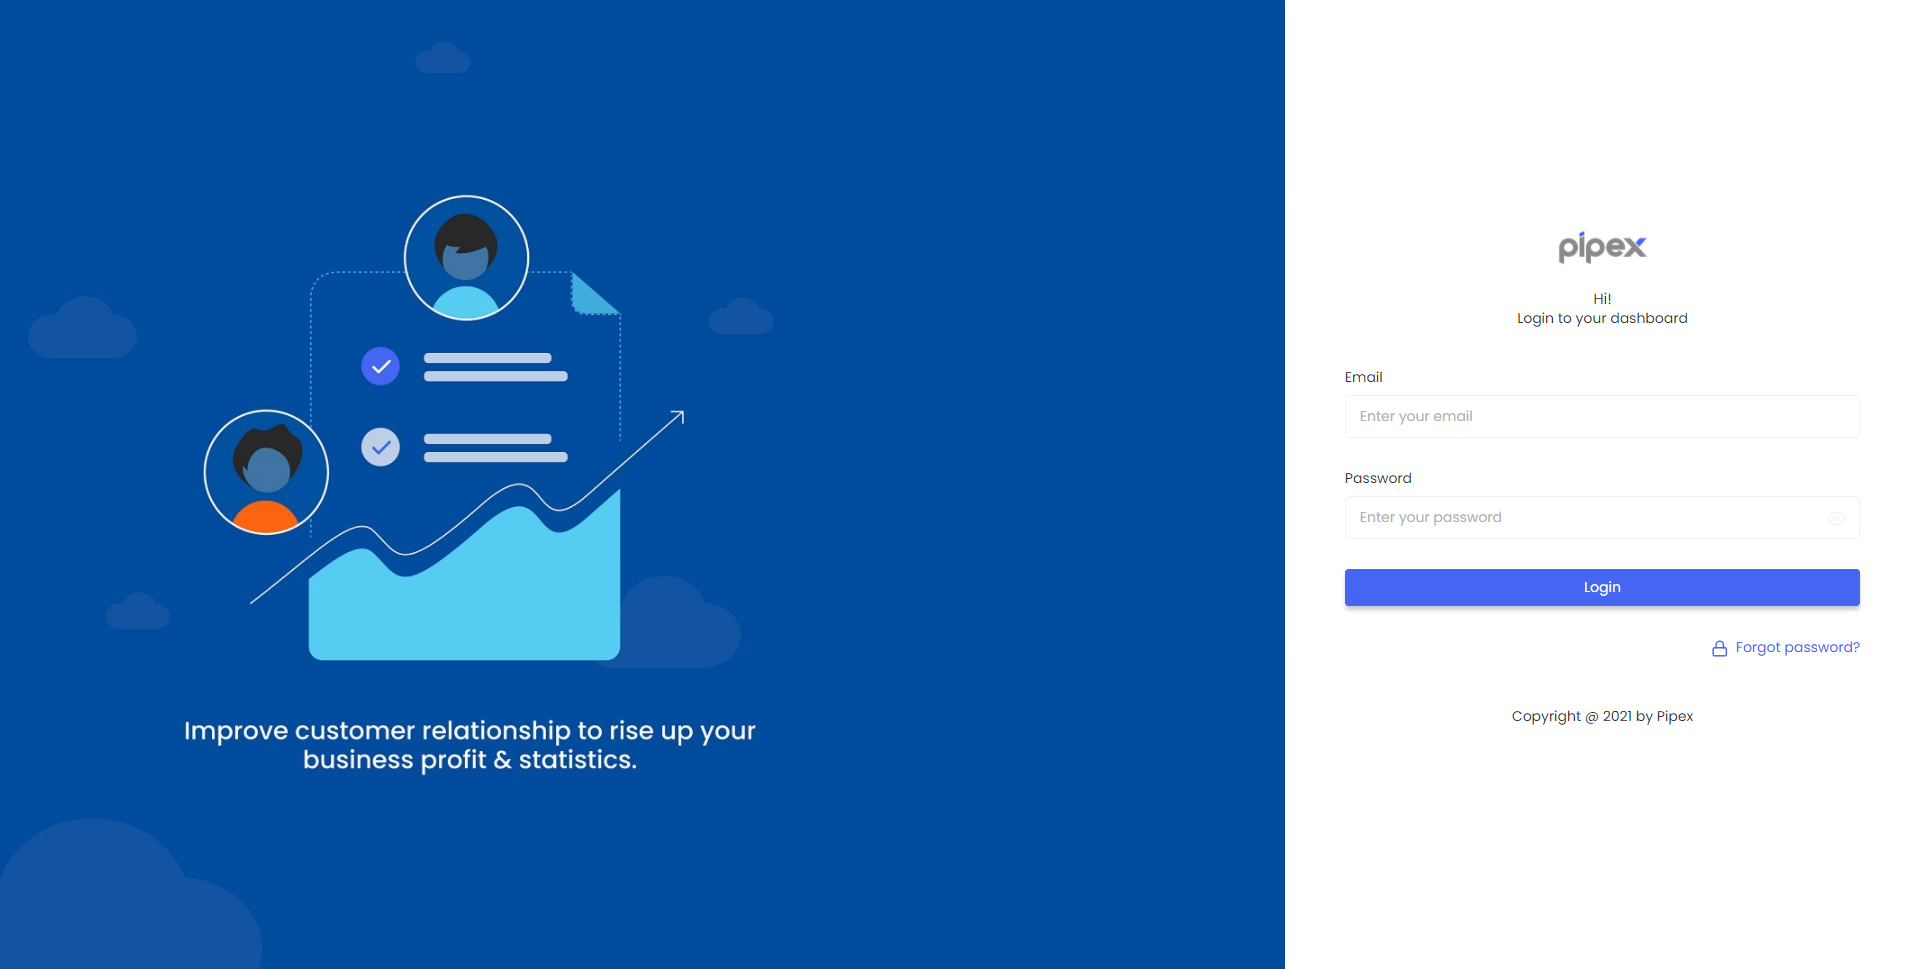 Improve customer relationship to rise up your
business profit & statistics.
pipex
Hi!
Login to your dashboard
Email
Enter your email
Password
Enter your password
Login
Forgot password?
Copyright @ 2021 by Pipex